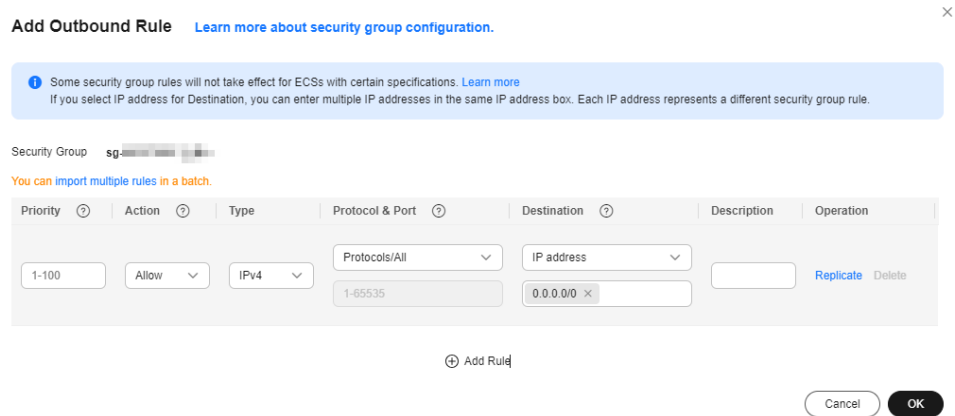 Add Outbound Rule Learn more about security group configuration.
Some security group rules will not take effect for ECSs with certain specifications. Learn more
If you select IP address for Destination, you can enter multiple IP addresses in the same IP address box. Each IP address represents a different security group rule.
Security Group sg-
You can import multiple rules in a batch.
Priority ? Action ? Type Protocol & Port ? Destination ? Description Operation
Protocols/All IP address
1-100 Allow IPv4 Replicate Delete
1-65535 0.0.0.0/0 ×
Add Rule
Cancel OK